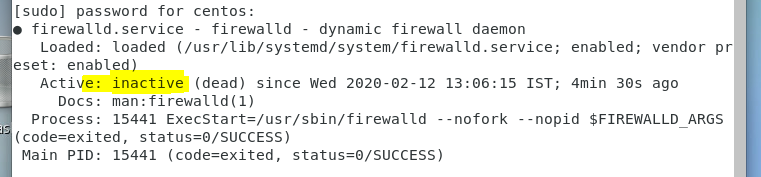 [sudo] password for centos:
● firewalld.service - firewalld - dynamic firewall daemon
   Loaded: loaded (/usr/lib/systemd/system/firewalld.service; enabled; vendor pr
eset: enabled)
   Active: inactive (dead) since Wed 2020-02-12 13:06:15 IST; 4min 30s ago
     Docs: man:firewalld(1)
  Process: 15441 ExecStart=/usr/sbin/firewalld --nofork --nopid $FIREWALLD_ARGS
(code=exited, status=0/SUCCESS)
 Main PID: 15441 (code=exited, status=0/SUCCESS)